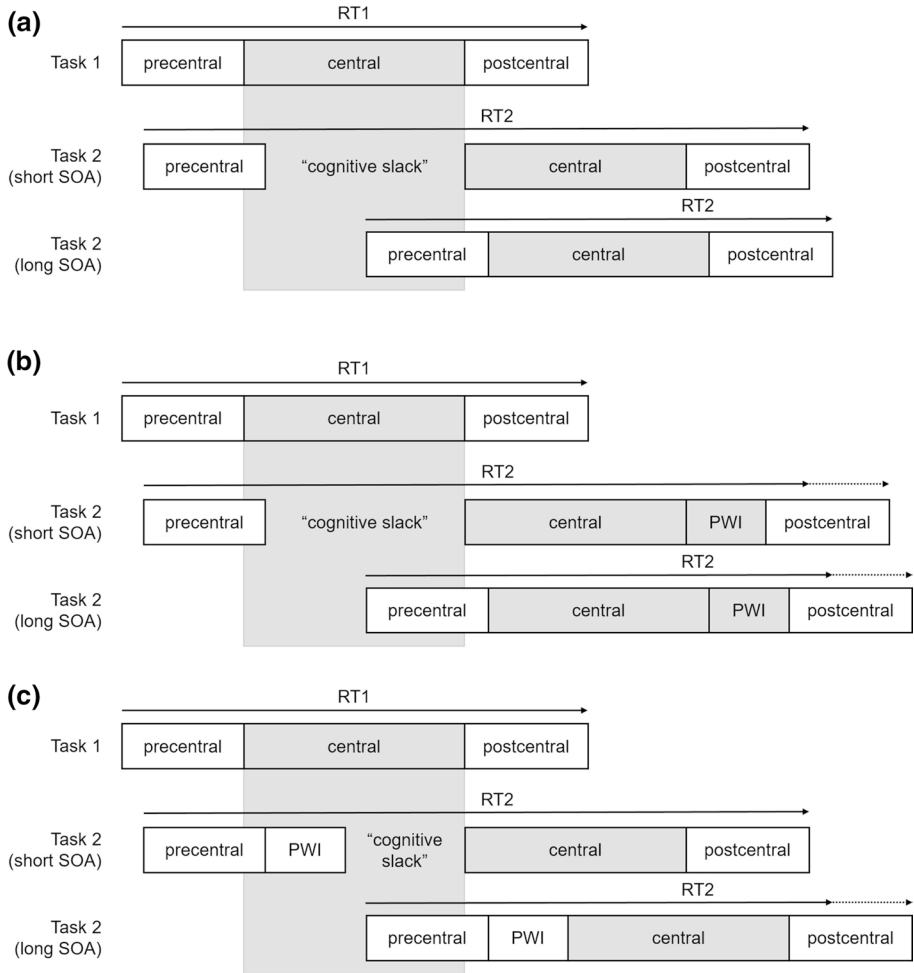 (a)
RT1
Task 1
precentral central postcentral
RT2
Task 2
(short SOA)
precentral “cognitive slack” central postcentral
RT2
Task 2
(long SOA)
precentral central postcentral
(b)
RT1
Task 1
precentral central postcentral
RT2
Task 2
(short SOA)
precentral “cognitive slack” central PWI postcentral
RT2
Task 2
(long SOA)
precentral central PWI postcentral
(c)
RT1
Task 1
precentral central postcentral
RT2
Task 2
(short SOA)
precentral PWI “cognitive
slack” central postcentral
RT2
Task 2
(long SOA)
precentral PWI central postcentral